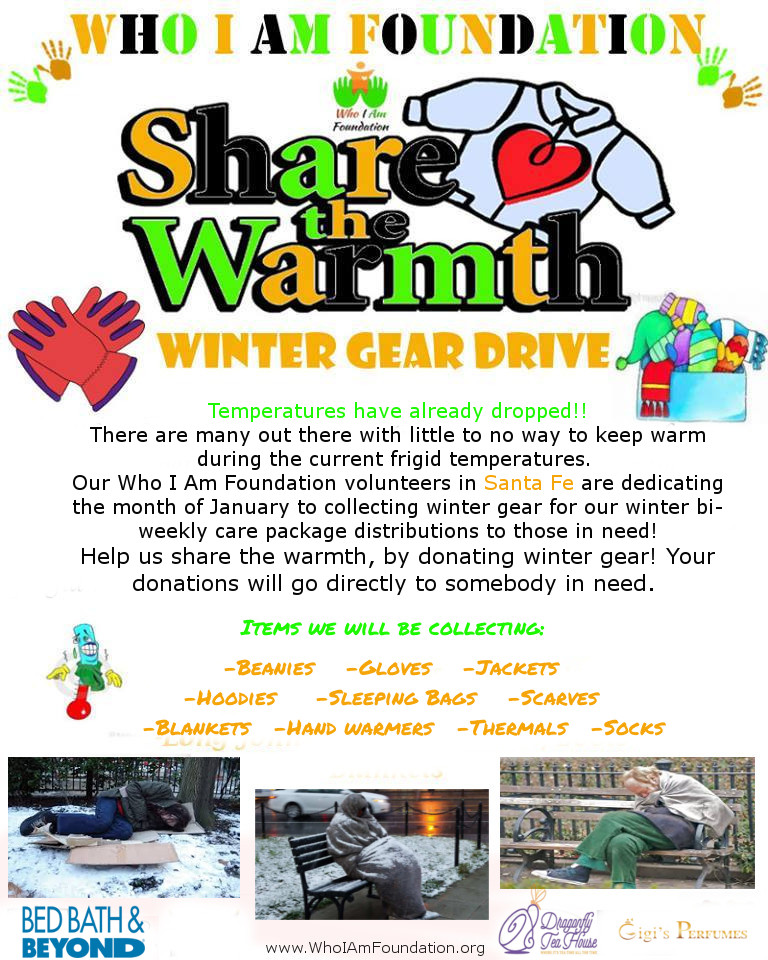 WHO I AM FOUNDATION
Who I Am
Foundation
Share
the
Warmth
WINTER GEAR DRIVE
Temperatures have already dropped!!
There are many out there with little to no way to keep warm
during the current frigid temperatures.
Our Who I Am Foundation volunteers in Santa Fe are dedicating
the month of January to collecting winter gear for our winter bi-
weekly care package distributions to those in need!
Help us share the warmth, by donating winter gear! Your
donations will go directly to somebody in need.
Items we will be collecting:
-Beanies -Gloves -Jackets
-Hoodies -Sleeping Bags -Scarves
-Blankets -Hand warmers -Thermals -Socks
BED BATH &
BEYOND
www.WhoIAmFoundation.org
Dragonfly
Tea House
Gigi's Perfumes